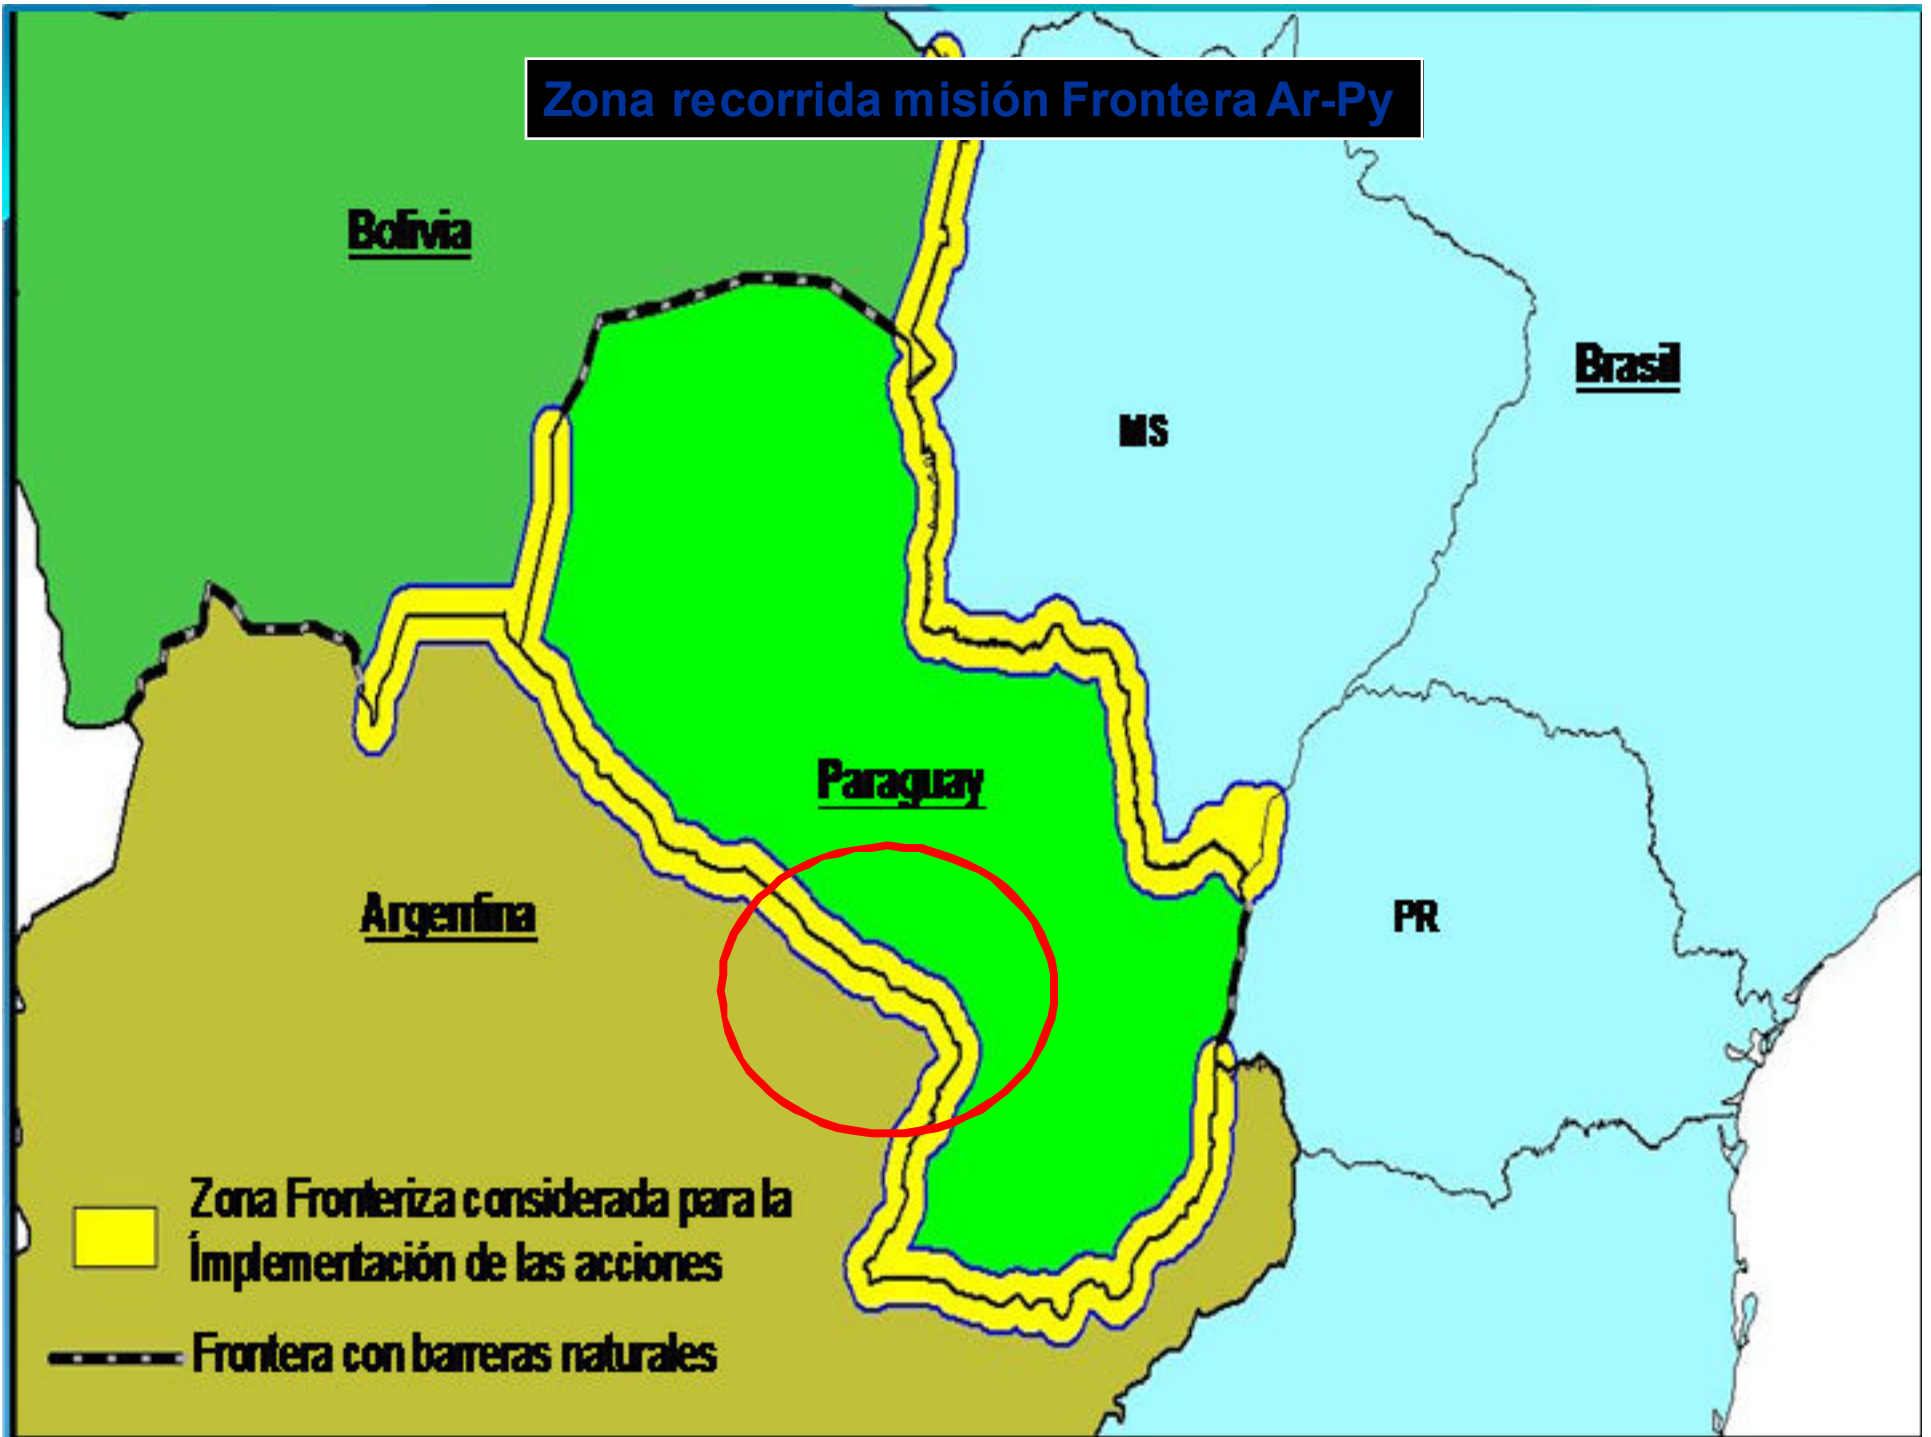 Zona recorrida misión Frontera Ar-Py
Bolivia
Brasil
MS
Paraguay
Argentina
PR
Zona Fronteriza considerada para la
Ímplementación de las acciones
Frontera con barreras naturales